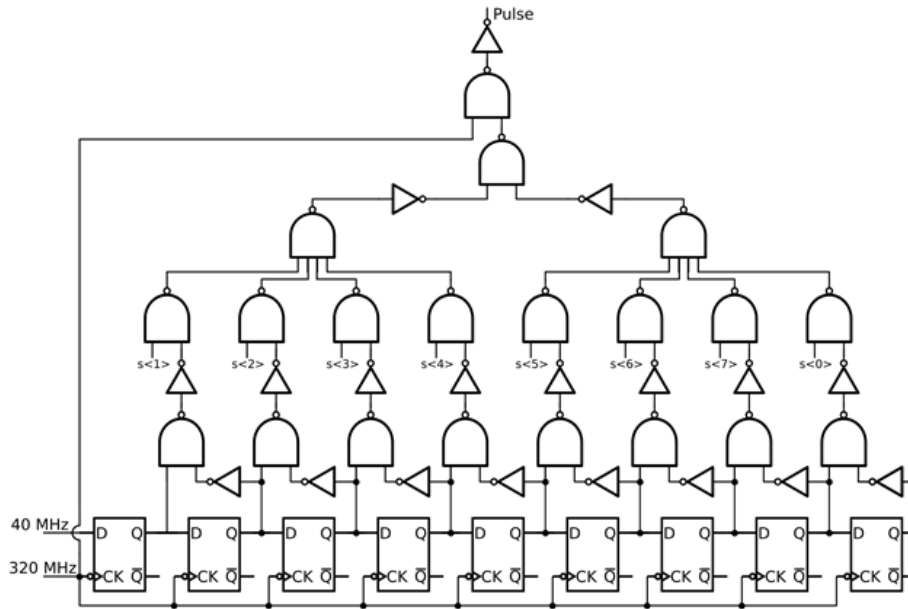 Pulse
s<1> s<2> s<3> s<4> s<5> s<6> s<7> s<0>
40 MHz D Q D Q D Q D Q D Q D Q D Q D Q D Q
320 MHz CK Q̅ CK Q̅ CK Q̅ CK Q̅ CK Q̅ CK Q̅ CK Q̅ CK Q̅ CK Q̅